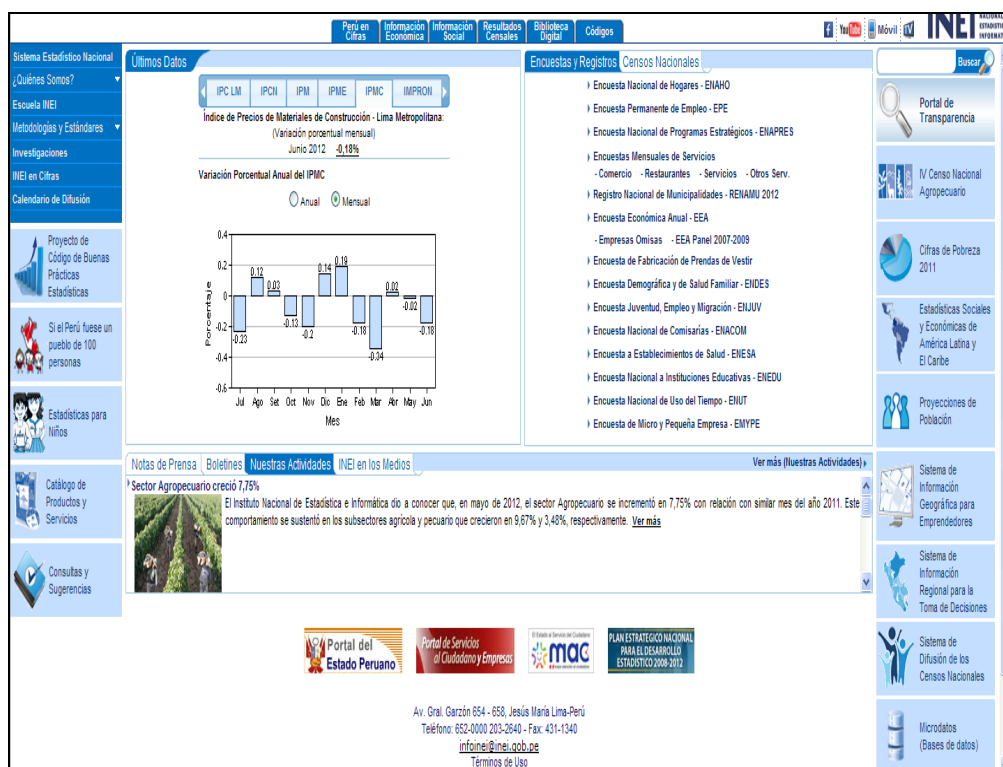 Perú en Cifras
Información Económica
Información Social
Resultados Censales
Biblioteca Digital
Códigos
f
You Tube
Móvil
tv
INEI
Sistema Estadístico Nacional
¿Quiénes Somos?
Escuela INEI
Metodologías y Estándares
Investigaciones
INEI en Cifras
Calendario de Difusión
Proyecto de
Código de Buenas
Prácticas
Estadísticas
Si el Perú fuese un
pueblo de 100
personas
Estadísticas para
Niños
Catálogo de
Productos y
Servicios
Consultas y
Sugerencias
Últimos Datos
IPC LM IPCN IPM IPME IPMC IMPRON
Índice de Precios de Materiales de Construcción - Lima Metropolitana:
(Variación porcentual mensual)
Junio 2012 -0,18%
Variación Porcentual Anual del IPMC
Anual Mensual
Porcentaje
0.4
0.2
0
-0.2
-0.4
-0.6
-0.23
0.12
0.03
-0.13
-0.2
0.14
0.19
-0.18
-0.34
0.02
-0.02
-0.18
Jul Ago Set Oct Nov Dic Ene Feb Mar Abr May Jun
Mes
Encuestas y Registros Censos Nacionales
Encuesta Nacional de Hogares - ENAHO
Encuesta Permanente de Empleo - EPE
Encuesta Nacional de Programas Estratégicos - ENAPRES
Encuestas Mensuales de Servicios
- Comercio - Restaurantes - Servicios - Otros Serv.
Registro Nacional de Municipalidades - RENAMU 2012
Encuesta Económica Anual - EEA
- Empresas Omisas - EEA Panel 2007-2009
Encuesta de Fabricación de Prendas de Vestir
Encuesta Demográfica y de Salud Familiar - ENDES
Encuesta Juventud, Empleo y Migración - ENJUV
Encuesta Nacional de Comisarias - ENACOM
Encuesta a Establecimientos de Salud - ENESA
Encuesta Nacional a Instituciones Educativas - ENEDU
Encuesta Nacional de Uso del Tiempo - ENUT
Encuesta de Micro y Pequeña Empresa - EMYPE
Buscar
Portal de
Transparencia
IV Censo Nacional
Agropecuario
Cifras de Pobreza
2011
Estadísticas Sociales
y Económicas de
América Latina y
El Caribe
Proyecciones de
Población
Sistema de
Información
Geográfica para
Emprendedores
Sistema de
Información
Regional para la
Toma de Decisiones
Sistema de
Difusión de los
Censos Nacionales
Microdatos
(Bases de datos)
Notas de Prensa Boletines Nuestras Actividades INEI en los Medios
Ver más (Nuestras Actividades)
Sector Agropecuario creció 7,75%
El Instituto Nacional de Estadística e Informática dio a conocer que, en mayo de 2012, el sector Agropecuario se incrementó en 7,75% con relación con similar mes del año 2011. Este
comportamiento se sustentó en los subsectores agrícola y pecuario que crecieron en 9,67% y 3,48%, respectivamente. Ver más
Portal del
Estado Peruano
Portal de Servicios
al Ciudadano y Empresas
El Estado al Servicio del Ciudadano
mac
PLAN ESTRATEGICO NACIONAL
PARA EL DESARROLLO
ESTADÍSTICO 2008-2012
Av. Gral. Garzón 654 - 658, Jesús María Lima-Perú
Teléfono: 652-0000 203-2640 - Fax: 431-1340
infoinei@inei.gob.pe
Términos de Uso